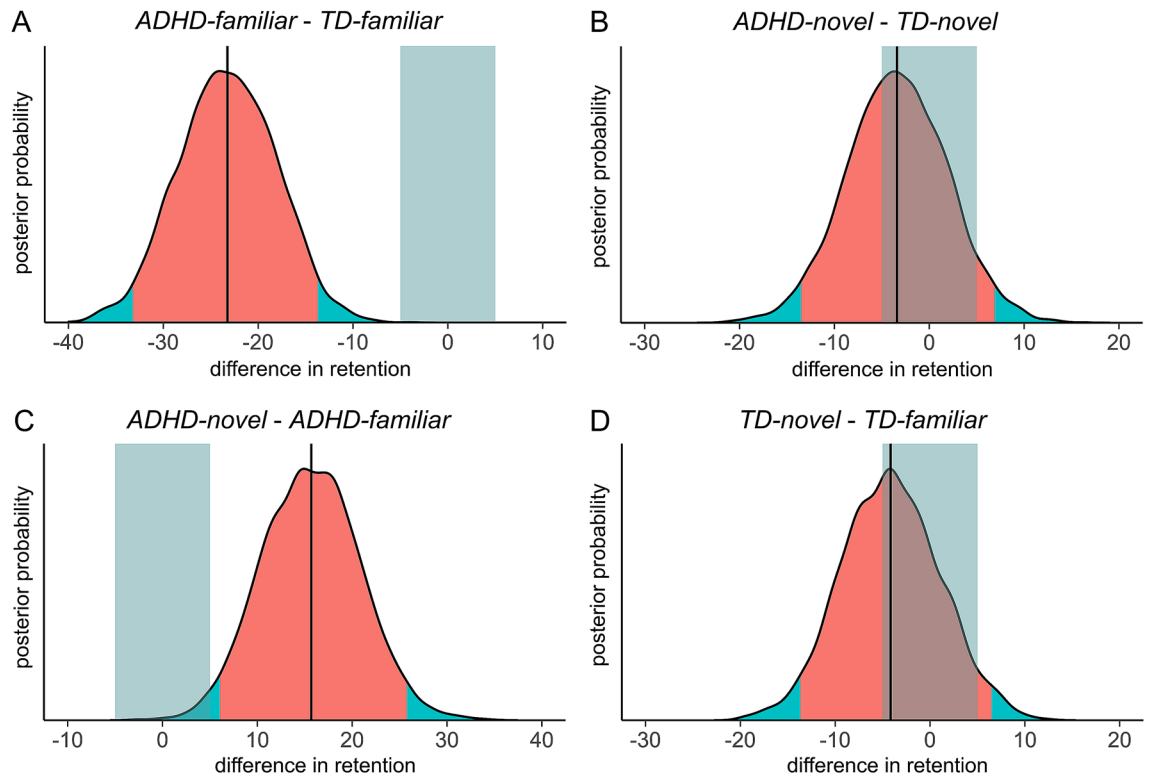 A
ADHD-familiar - TD-familiar
posterior probability
-40 -30 -20 -10 0 10
difference in retention
B
ADHD-novel - TD-novel
posterior probability
-30 -20 -10 0 10 20
difference in retention
C
ADHD-novel - ADHD-familiar
posterior probability
-10 0 10 20 30 40
difference in retention
D
TD-novel - TD-familiar
posterior probability
-30 -20 -10 0 10 20
difference in retention